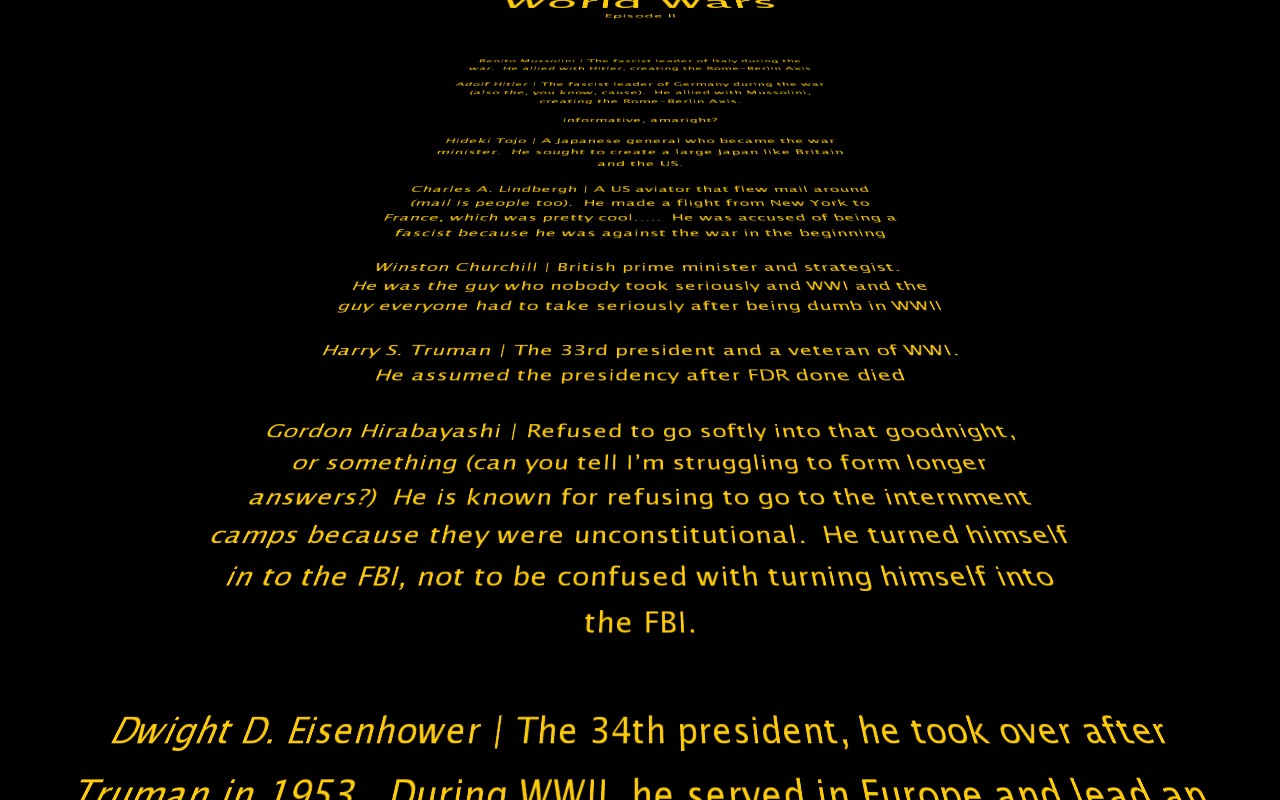 World Wars
Episode II
Benito Mussolini | The fascist leader of Italy during the
war.  He allied with Hitler, creating the Rome-Berlin Axis
Adolf Hitler | The fascist leader of Germany during the war
(also the, you know, cause).  He allied with Mussolini,
creating the Rome-Berlin Axis.
informative, amaright?
Hideki Tojo | A Japanese general who became the war
minister.  He sought to create a large Japan like Britain
and the US.
Charles A. Lindbergh | A US aviator that flew mail around
(mail is people too).  He made a flight from New York to
France, which was pretty cool.....  He was accused of being a
fascist because he was against the war in the beginning
Winston Churchill | British prime minister and strategist.
He was the guy who nobody took seriously and WWI and the
guy everyone had to take seriously after being dumb in WWII
Harry S. Truman | The 33rd president and a veteran of WWI.
He assumed the presidency after FDR done died
Gordon Hirabayashi | Refused to go softly into that goodnight,
or something (can you tell I'm struggling to form longer
answers?)  He is known for refusing to go to the internment
camps because they were unconstitutional.  He turned himself
in to the FBI, not to be confused with turning himself into
the FBI.
Dwight D. Eisenhower | The 34th president, he took over after
Truman in 1953.  During WWII, he served in Europe and lead an